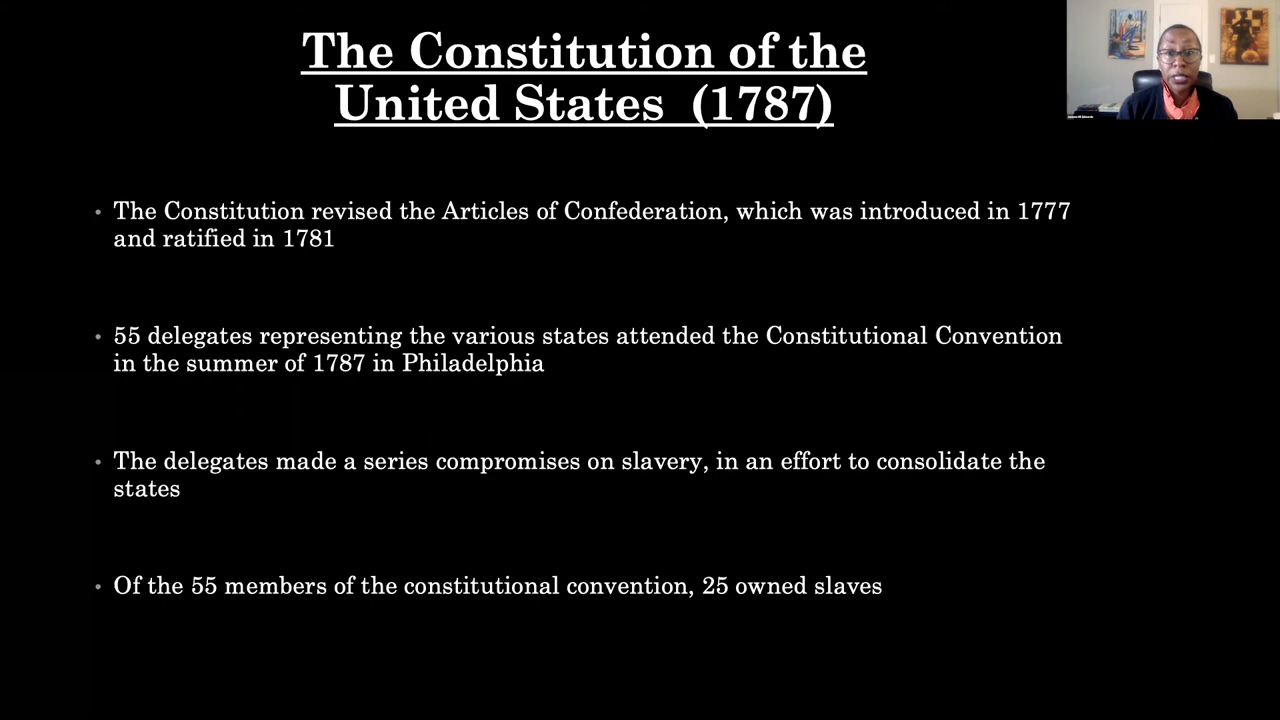 The Constitution of the
United States (1787)
• The Constitution revised the Articles of Confederation, which was introduced in 1777
and ratified in 1781
• 55 delegates representing the various states attended the Constitutional Convention
in the summer of 1787 in Philadelphia
• The delegates made a series compromises on slavery, in an effort to consolidate the
states
• Of the 55 members of the constitutional convention, 25 owned slaves